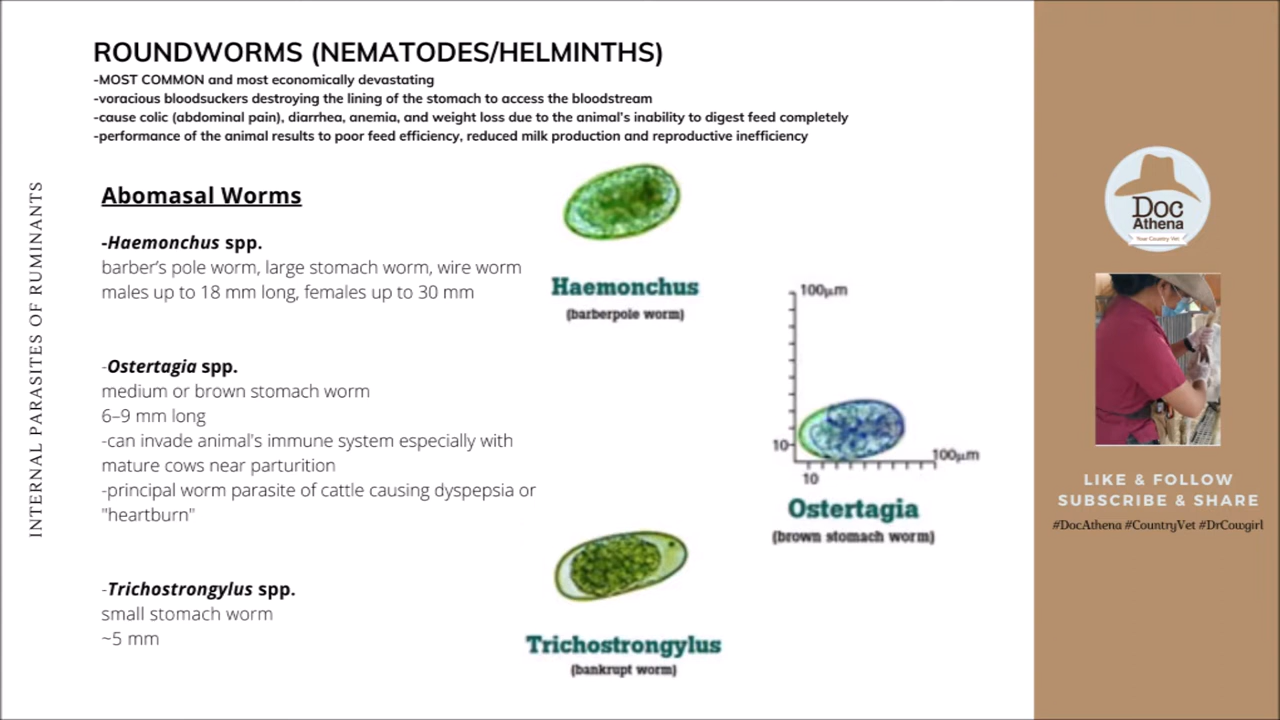 ROUNDWORMS (NEMATODES/HELMINTHS)
-MOST COMMON and most economically devastating
-voracious bloodsuckers destroying the lining of the stomach to access the bloodstream
-cause colic (abdominal pain), diarrhea, anemia, and weight loss due to the animal's inability to digest feed completely
-performance of the animal results to poor feed efficiency, reduced milk production and reproductive inefficiency
INTERNAL PARASITES OF RUMINANTS
Abomasal Worms
-Haemonchus spp.
barber's pole worm, large stomach worm, wire worm
males up to 18 mm long, females up to 30 mm
-Ostertagia spp.
medium or brown stomach worm
6–9 mm long
-can invade animal's immune system especially with
mature cows near parturition
-principal worm parasite of cattle causing dyspepsia or
"heartburn"
-Trichostrongylus spp.
small stomach worm
~5 mm
Haemonchus
(barberpole worm)
100µm
10
10
100µm
Ostertagia
(brown stomach worm)
Trichostrongylus
(bankrupt worm)
Doc
Athena
Your Country Vet
LIKE & FOLLOW
SUBSCRIBE & SHARE
#DocAthena #CountryVet #DrCowgirl